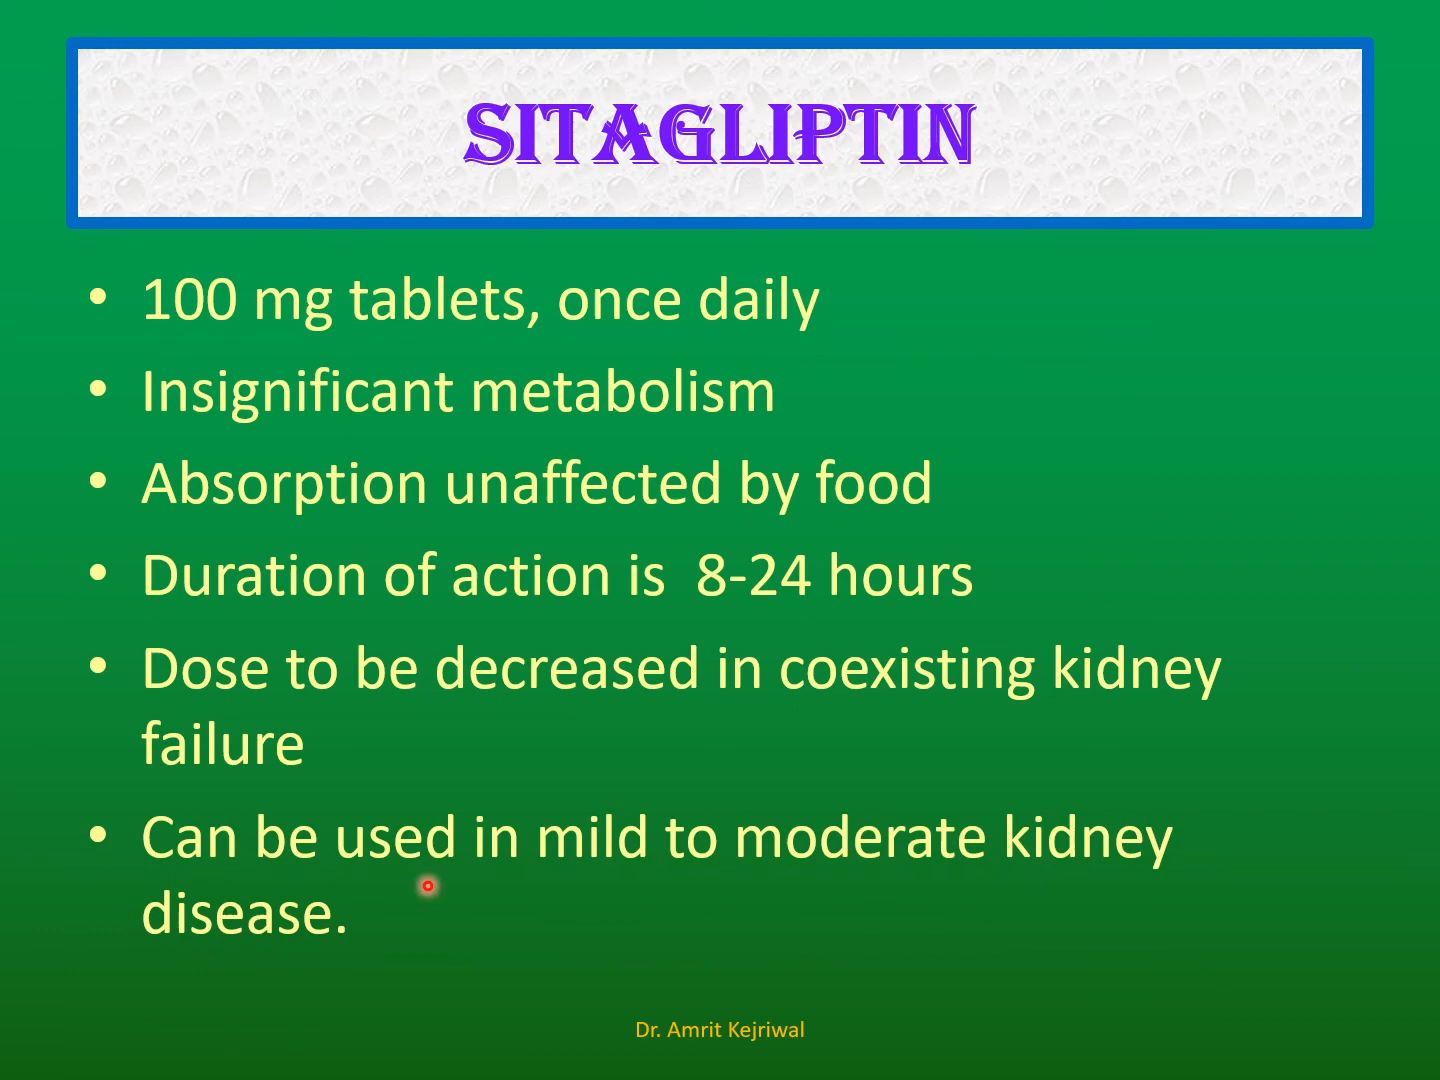 SITAGLIPTIN
• 100 mg tablets, once daily
• Insignificant metabolism
• Absorption unaffected by food
• Duration of action is  8-24 hours
• Dose to be decreased in coexisting kidney
failure
• Can be used in mild to moderate kidney
disease.
Dr. Amrit Kejriwal